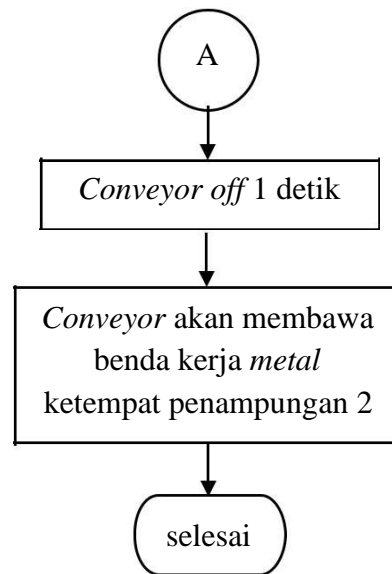 A
Conveyor off 1 detik
Conveyor akan membawa
benda kerja metal
ketempat penampungan 2
selesai